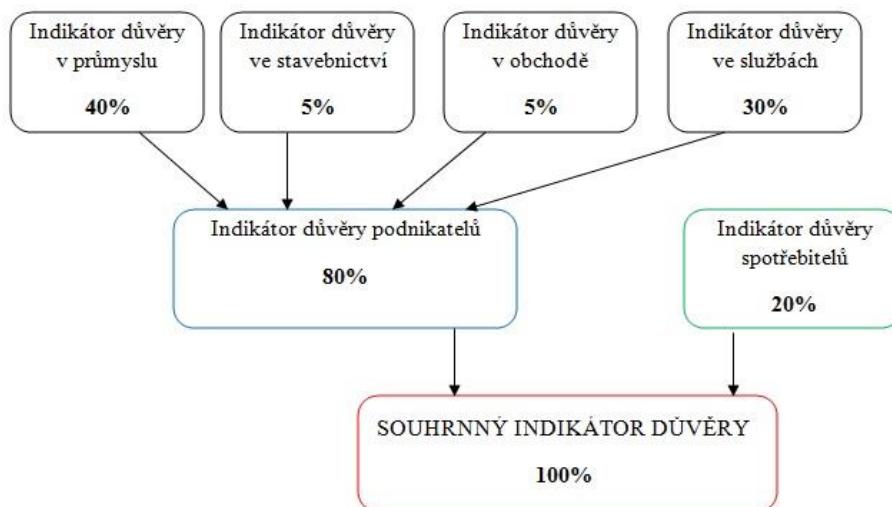 Indikátor důvěry
v průmyslu
40%
Indikátor důvěry
ve stavebnictví
5%
Indikátor důvěry
v obchodě
5%
Indikátor důvěry
ve službách
30%
Indikátor důvěry podnikatelů
80%
Indikátor důvěry
spotřebitelů
20%
SOUHRNNÝ INDIKÁTOR DŮVĚRY
100%